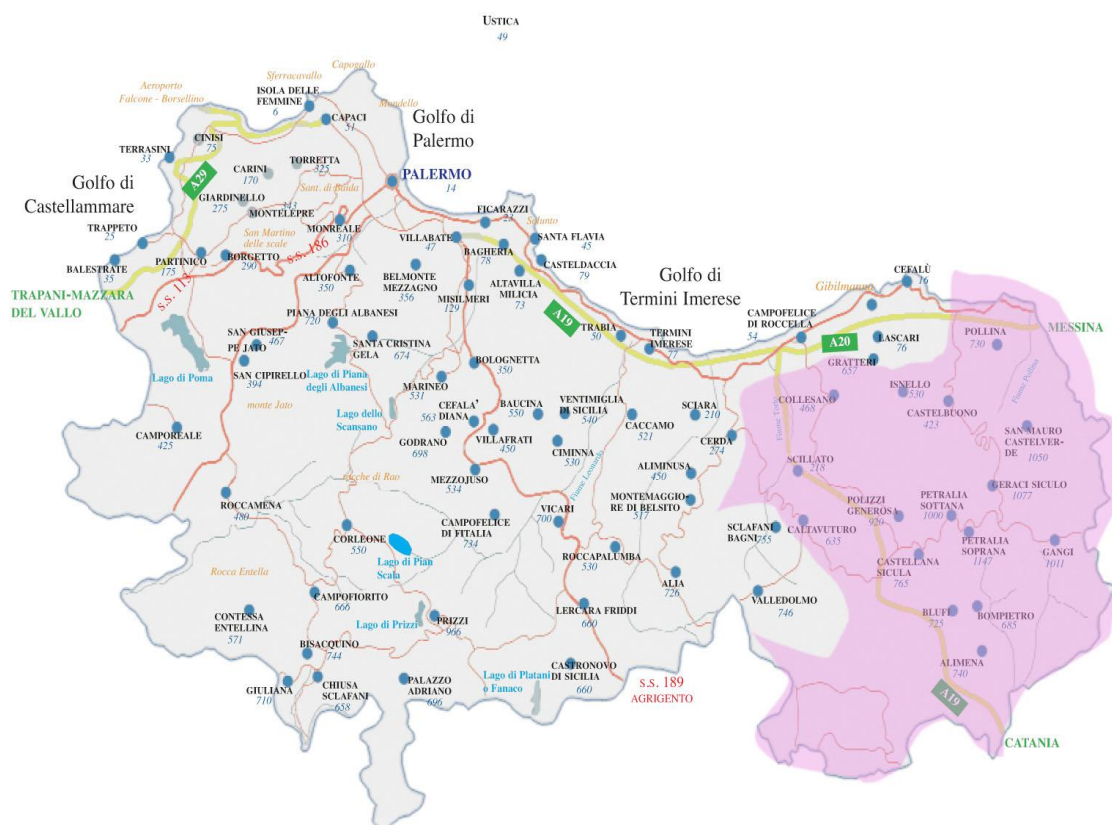 USTICA
49
Capogallo
Sferracavallo
Aeroporto
Falcone - Borsellino
ISOLA DELLE
FEMMINE
6
Mondello
Golfo di
Palermo
CAPACI
51
CINISI
75
TERRASINI
33
TORRETTA
325
CARINI
170
A29
PALERMO
14
Golfo di
Castellammare
Sant. di Baida
GIARDINELLO
275
343
MONTELEPRE
FICARAZZI
23
Solunto
TRAPPETO
25
San Martino
delle scale
MONREALE
310
VILLABATE
47
BAGHERIA
78
SANTA FLAVIA
45
s.s. 186
PARTINICO
175
BORGETTO
290
BALESTRATE
35
s.s. 113
ALTOFONTE
350
BELMONTE
MEZZAGNO
356
CASTELDACCIA
79
Golfo di
Termini Imerese
CEFALÙ
16
TRAPANI-MAZZARA
DEL VALLO
MISILMERI
129
ALTAVILLA
MILICIA
73
Gibilmanna
PIANA DEGLI ALBANESI
720
A19
TRABIA
50
TERMINI
IMERESE
77
CAMPOFELICE
DI ROCCELLA
54
A20
LASCARI
76
POLLINA
730
MESSINA
SAN GIUSEP-
PE JATO
467
SANTA CRISTINA
GELA
674
GRATTERI
657
SAN CIPIRELLO
394
Lago di Poma
Lago di Piana
degli Albanesi
BOLOGNETTA
350
MARINEO
531
ISNELLO
530
Fiume Pollina
COLLESANO
468
CASTELBUONO
423
monte Jato
Lago dello
Scansano
CEFALA'
DIANA
563
BAUCINA
550
VENTIMIGLIA
DI SICILIA
540
CACCAMO
521
SCIARA
210
Fiume Torto
CAMPOREALE
425
GODRANO
698
VILLAFRATI
450
CIMINNA
530
CERDA
274
SAN MAURO
CASTELVER-
DE
1050
MEZZOJUSO
534
Fiume Leonardo
ALIMINUSA
450
SCILLATO
218
GERACI SICULO
1077
ROCCAMENA
480
MONTEMAGGIO-
RE DI BELSITO
517
POLIZZI
GENEROSA
920
PETRALIA
SOTTANA
1000
CORLEONE
550
CAMPOFELICE
DI FITALIA
734
VICARI
700
SCLAFANI
BAGNI
755
CALTAVUTURO
635
PETRALIA
SOPRANA
1147
GANGI
1011
Lago di Pian
Scala
ROCCAPALUMBA
530
CASTELLANA
SICULA
765
Rocca Entella
ALIA
726
CAMPOFIORITO
666
VALLEDOLMO
746
CONTESSA
ENTELLINA
571
Lago di Prizzi
PRIZZI
966
LERCARA FRIDDI
660
BLUFI
725
BOMPIETRO
685
BISACQUINO
744
ALIMENA
740
GIULIANA
710
CHIUSA
SCLAFANI
658
PALAZZO
ADRIANO
696
Lago di Platani
o Fanaco
CASTRONOVO
DI SICILIA
660
s.s. 189
AGRIGENTO
A19
CATANIA